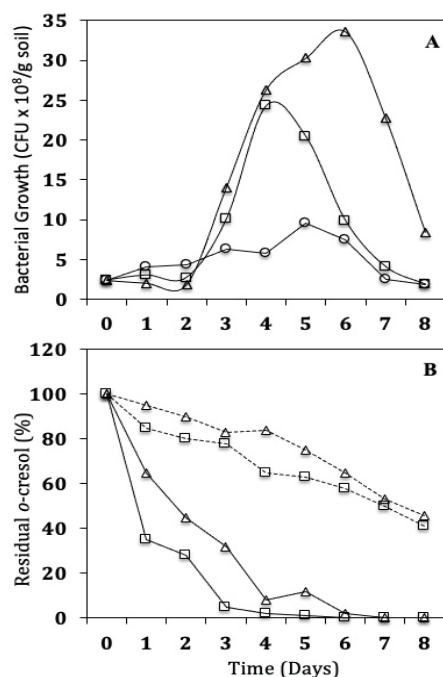 A
Bacterial Growth (CFU x 10⁸/g soil)
35
30
25
20
15
10
5
0
0 1 2 3 4 5 6 7 8
B
Residual o-cresol (%)
120
100
80
60
40
20
0
0 1 2 3 4 5 6 7 8
Time (Days)